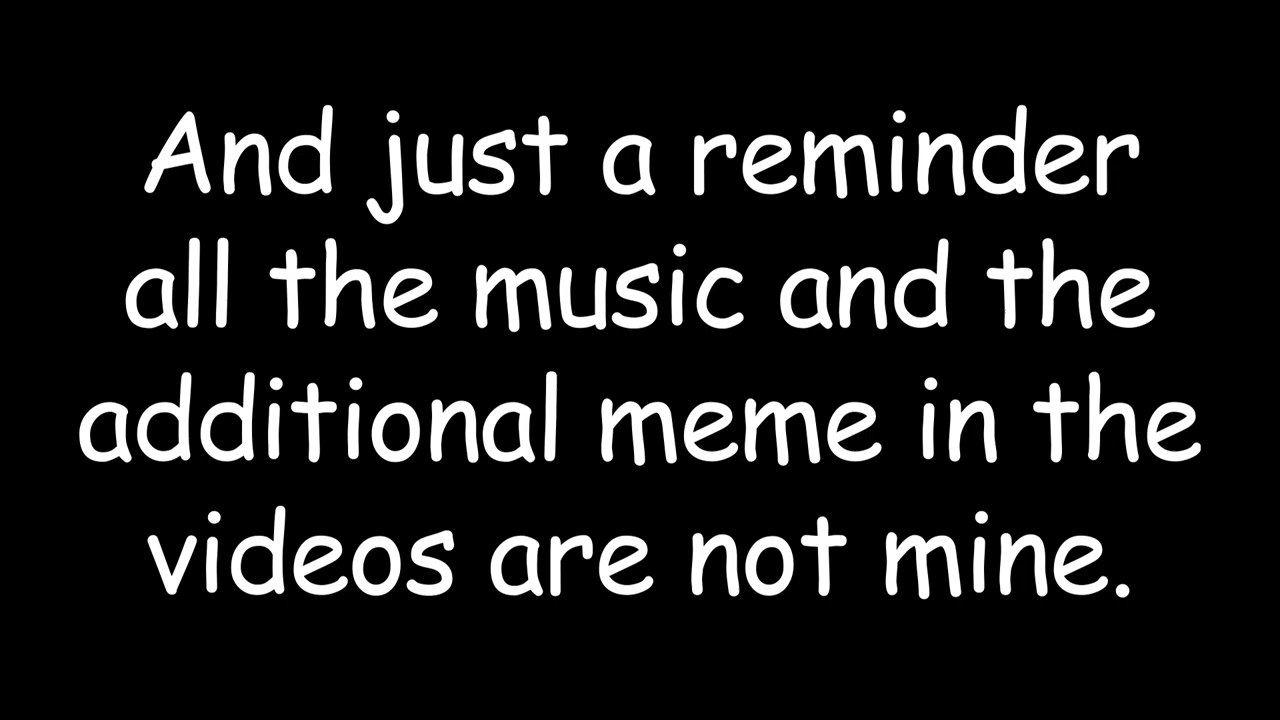 And just a reminder
all the music and the
additional meme in the
videos are not mine.